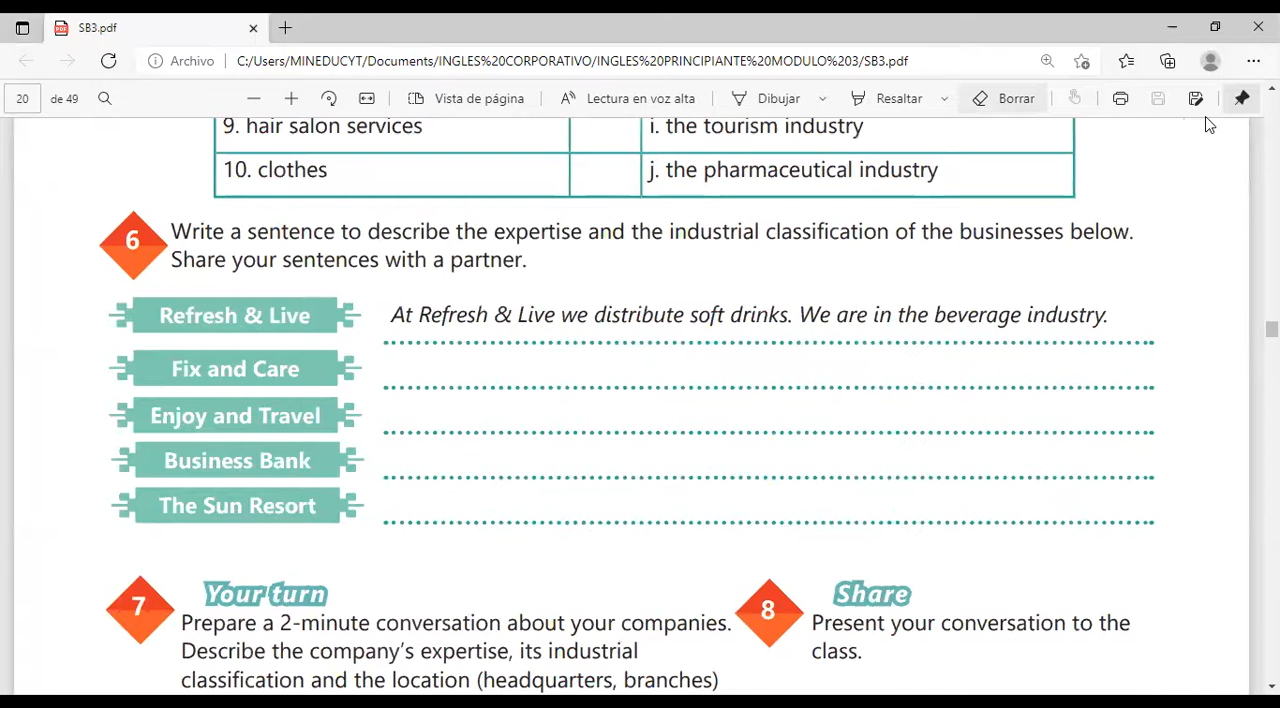 SB3.pdf
Archivo
C:/Users/MINEDUCYT/Documents/INGLES%20CORPORATIVO/INGLES%20PRINCIPIANTE%20MODULO%203/SB3.pdf
20 de 49
Vista de página
Lectura en voz alta
Dibujar
Resaltar
Borrar
9. hair salon services
i. the tourism industry
10. clothes
j. the pharmaceutical industry
6
Write a sentence to describe the expertise and the industrial classification of the businesses below.
Share your sentences with a partner.
Refresh & Live
At Refresh & Live we distribute soft drinks. We are in the beverage industry.
Fix and Care
Enjoy and Travel
Business Bank
The Sun Resort
7
Your turn
Prepare a 2-minute conversation about your companies.
Describe the company's expertise, its industrial
classification and the location (headquarters, branches)
8
Share
Present your conversation to the
class.